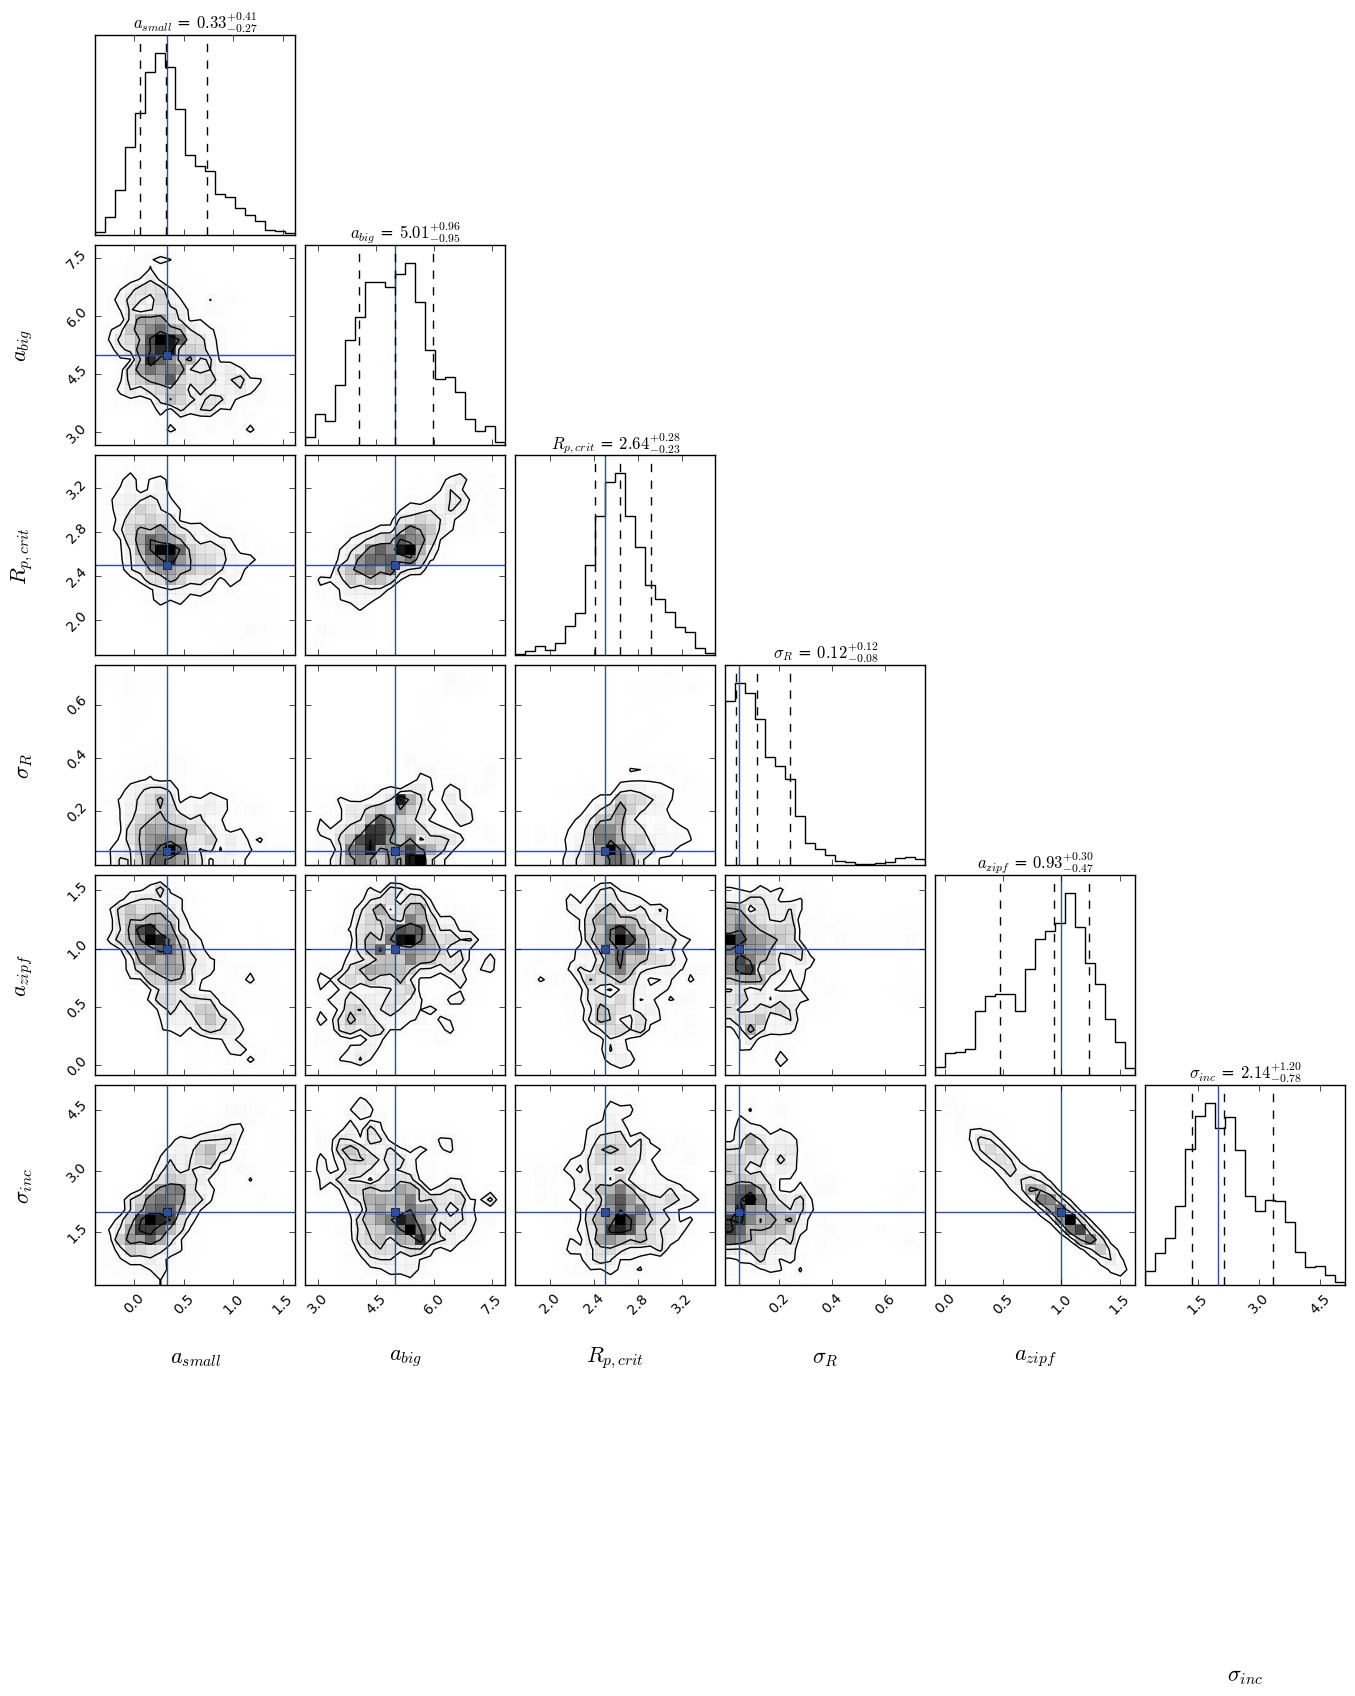 a_small = 0.33 +0.41 −0.27
a_big = 5.01 +0.96 −0.95
a_big
7.5
6.0
4.5
3.0
R_p,crit = 2.64 +0.28 −0.23
R_p,crit
3.2
2.8
2.4
2.0
σ_R = 0.12 +0.12 −0.08
σ_R
0.6
0.4
0.2
a_zipf = 0.93 +0.30 −0.47
a_zipf
1.5
1.0
0.5
0.0
σ_inc = 2.14 +1.20 −0.78
σ_inc
4.5
3.0
1.5
0.0 0.5 1.0 1.5 3.0 4.5 6.0 7.5 2.0 2.4 2.8 3.2 0.2 0.4 0.6 0.0 0.5 1.0 1.5 1.5 3.0 4.5
a_small a_big R_p,crit σ_R a_zipf
σ_inc